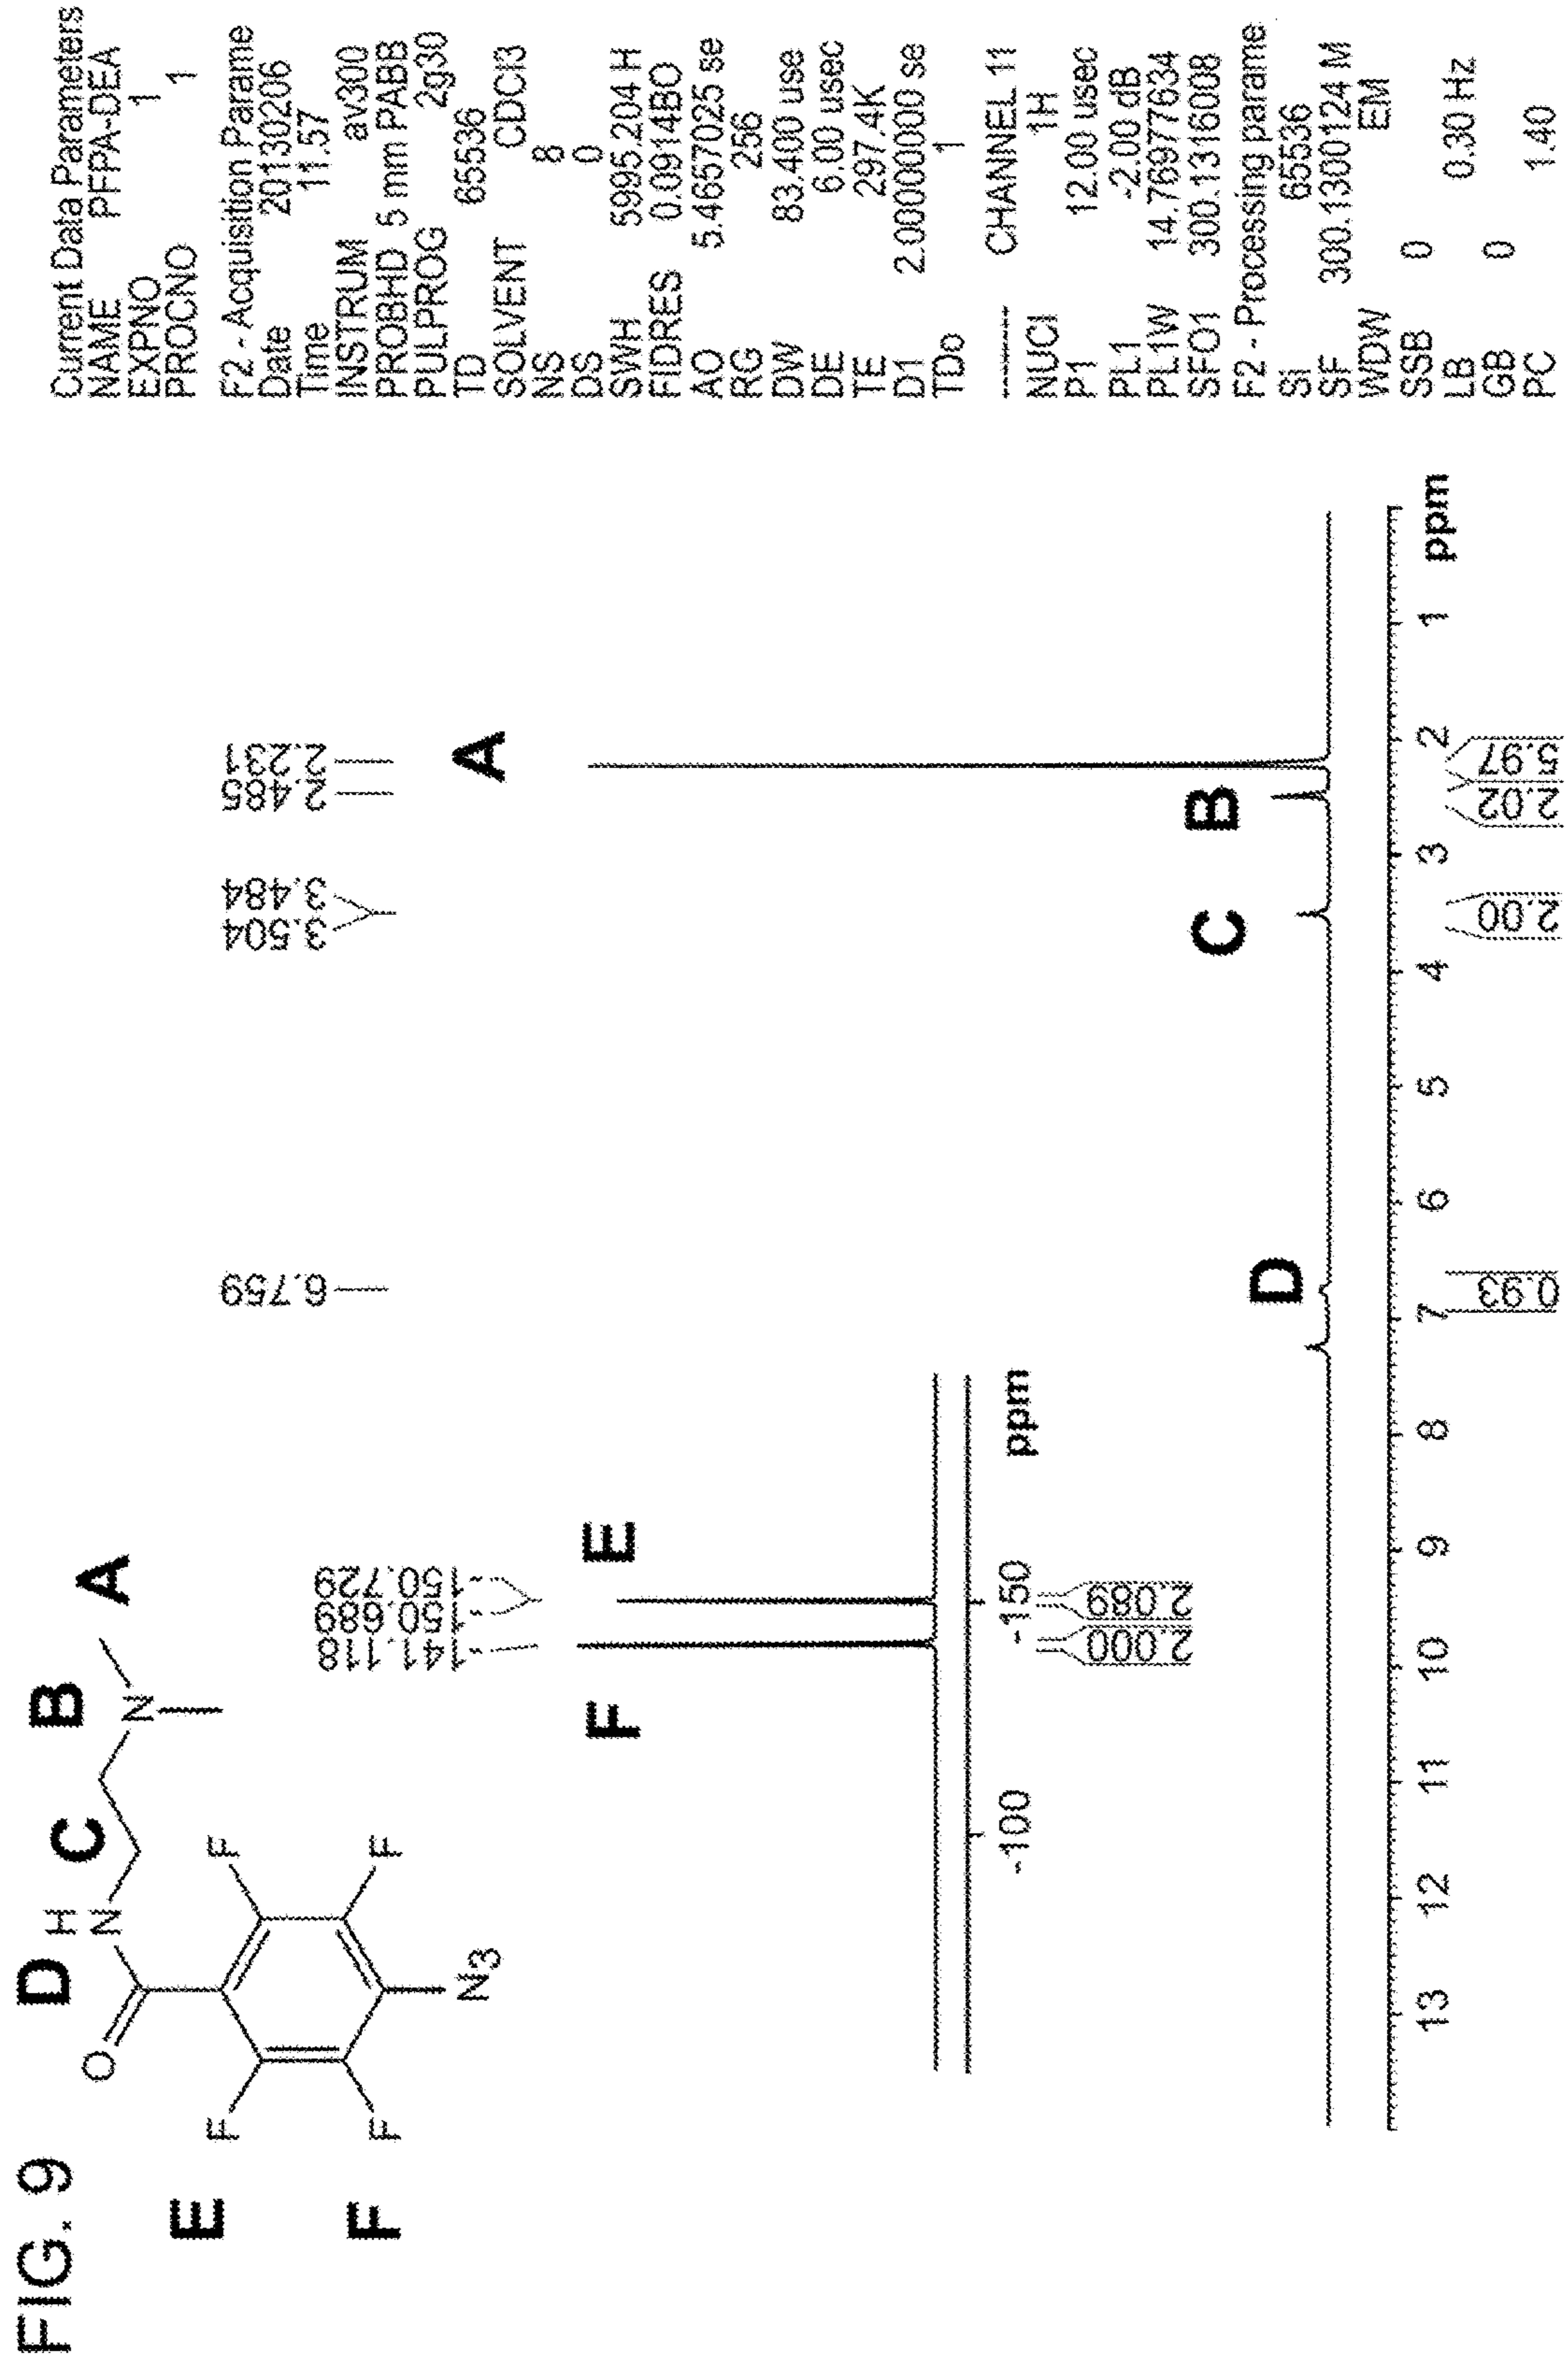 FIG. 9
E
F
D
C
B
A
O
H
N
N
F
F
F
F
N3
Current Data Parameters
NAME PFPA-DEA
EXPNO 1
PROCNO 1
F2 - Acquisition Parame
Date 20130206
Time 11.57
INSTRUM av300
PROBHD 5 mm PABB
PULPROG 2g30
TD 65536
SOLVENT CDCl3
NS 8
DS 0
SWH 5995.204 H
FIDRES 0.0914BO
AO 5.4657025 se
RG 256
DW 83.400 use
DE 6.00 usec
TE 297.4K
D1 2.00000000 se
TDo 1
-------- CHANNEL 11
NUCl 1H
P1 12.00 usec
PL1 -2.00 dB
PL1W 14.76977634
SFO1 300.1316008
F2 - Processing parame
Si 65536
SF 300.1300124 M
WDW EM
SSB 0
LB 0.30 Hz
GB 0
PC 1.40
6.759
3.504
3.484
2.485
2.231
141.118
150.689
150.729
F
E
-100
-150
ppm
2.000
2.089
D
C
B
A
13
12
11
10
9
8
7
6
5
4
3
2
1
ppm
0.93
2.00
2.02
5.97